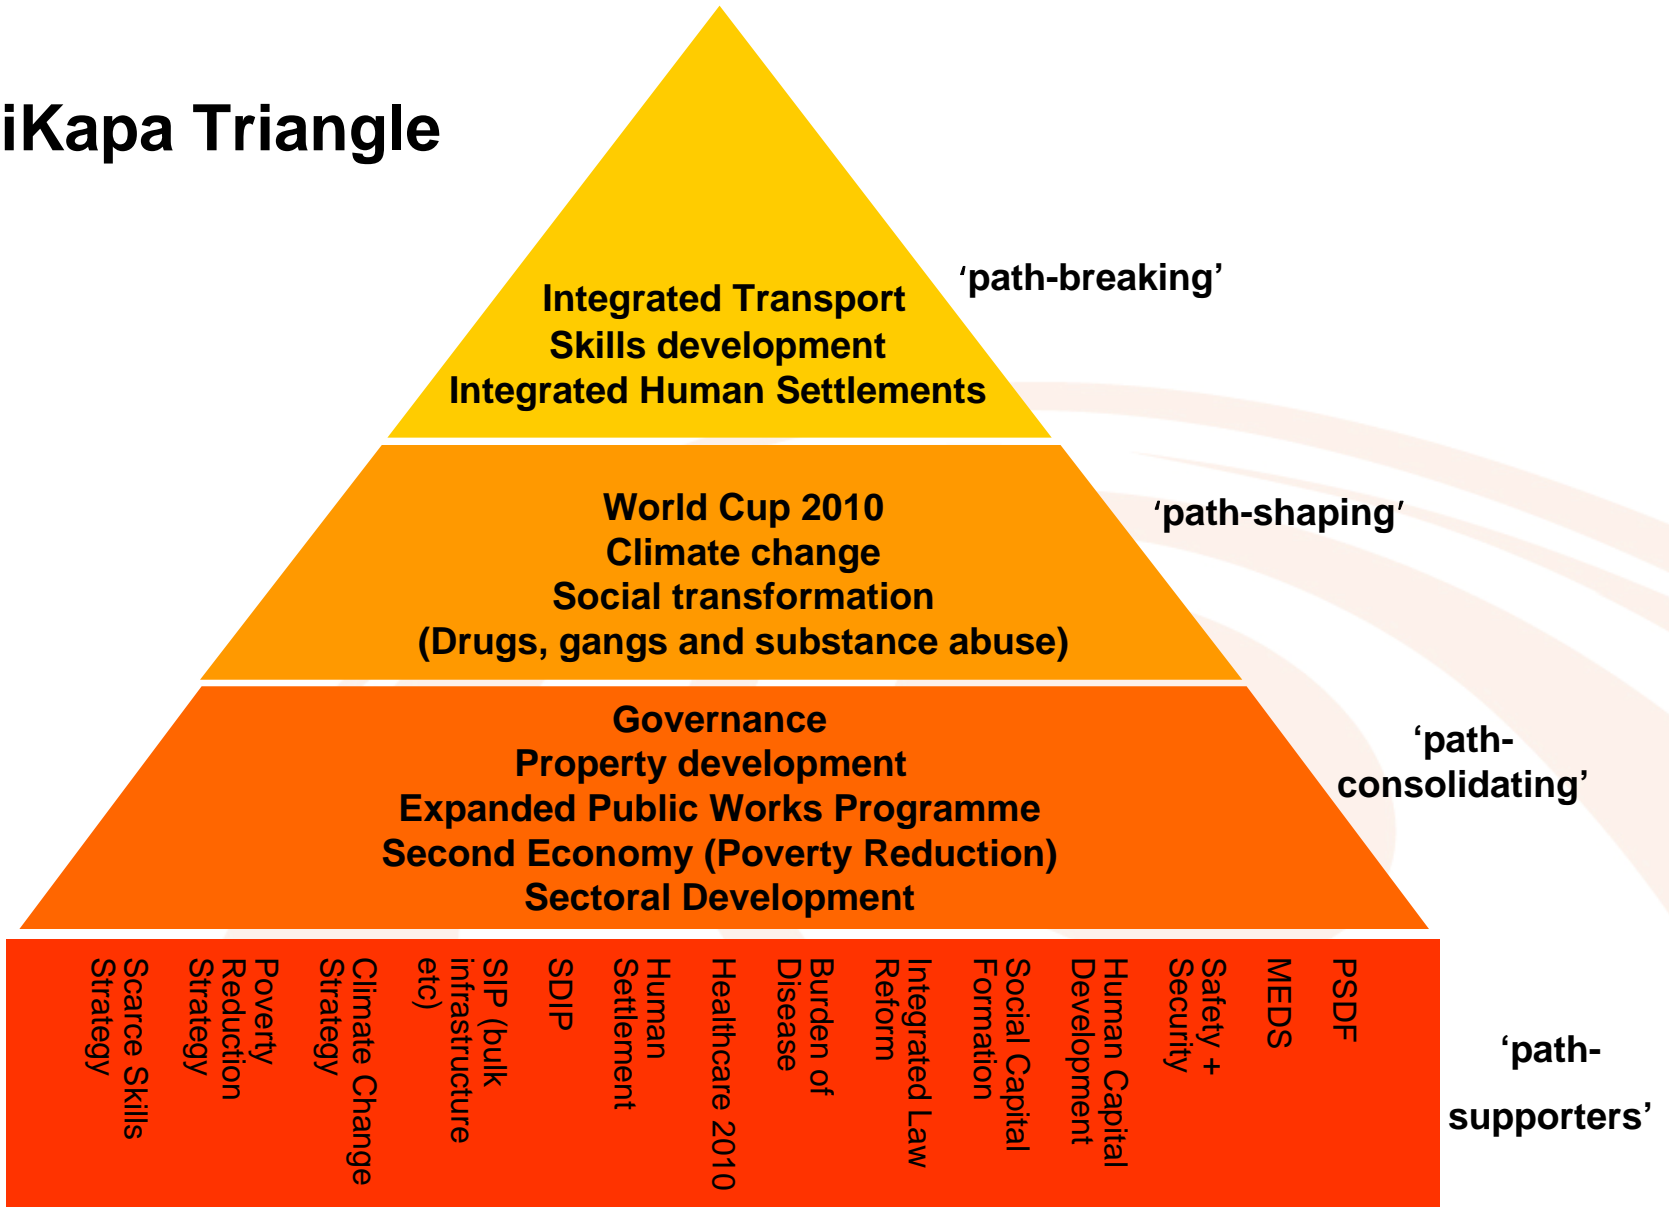 iKapa Triangle
Integrated Transport
Skills development
Integrated Human Settlements
‘path-breaking’
World Cup 2010
Climate change
Social transformation
(Drugs, gangs and substance abuse)
‘path-shaping’
Governance
Property development
Expanded Public Works Programme
Second Economy (Poverty Reduction)
Sectoral Development
‘path-
consolidating’
Scarce Skills
Strategy
Poverty
Reduction
Strategy
Climate Change
Strategy
SIP (bulk
infrastructure
etc)
SDIP
Human
Settlement
Healthcare 2010
Burden of
Disease
Integrated Law
Reform
Social Capital
Formation
Human Capital
Development
Safety +
Security
MEDS
PSDF
‘path-
supporters’